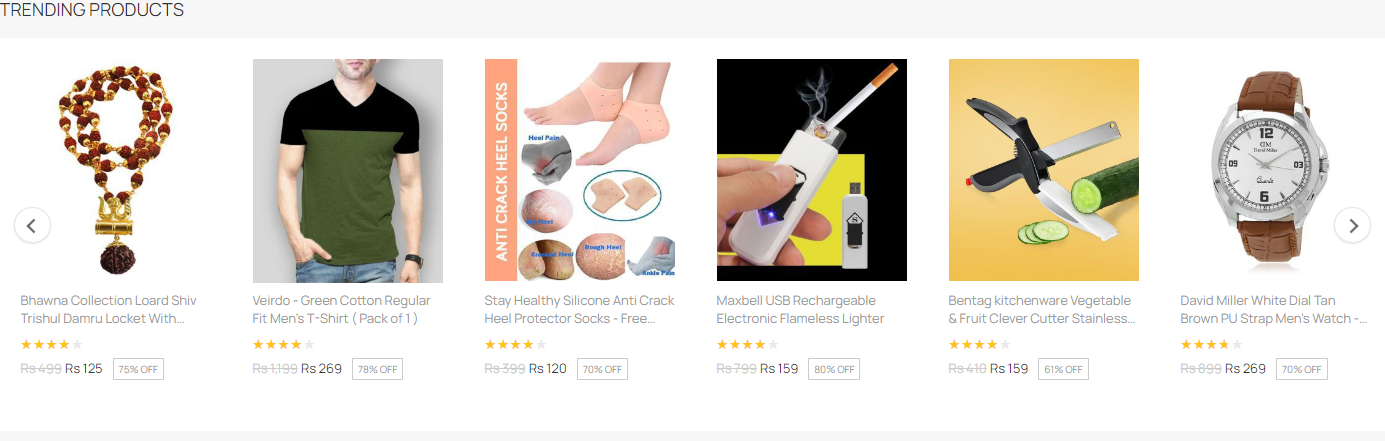 TRENDING PRODUCTS
ANTI CRACK HEEL SOCKS
Heel Pain
Cracked Heel
Rough Heel
Ankle Pain
S
12
DM
David Miller
09
03
Quartz
6
Bhawna Collection Loard Shiv
Trishul Damru Locket With...
Rs 499 Rs 125 75% OFF
Veirdo - Green Cotton Regular
Fit Men's T-Shirt ( Pack of 1 )
Rs 1,199 Rs 269 78% OFF
Stay Healthy Silicone Anti Crack
Heel Protector Socks - Free...
Rs 399 Rs 120 70% OFF
Maxbell USB Rechargeable
Electronic Flameless Lighter
Rs 799 Rs 159 80% OFF
Bentag kitchenware Vegetable
& Fruit Clever Cutter Stainless...
Rs 410 Rs 159 61% OFF
David Miller White Dial Tan
Brown PU Strap Men's Watch -...
Rs 899 Rs 269 70% OFF